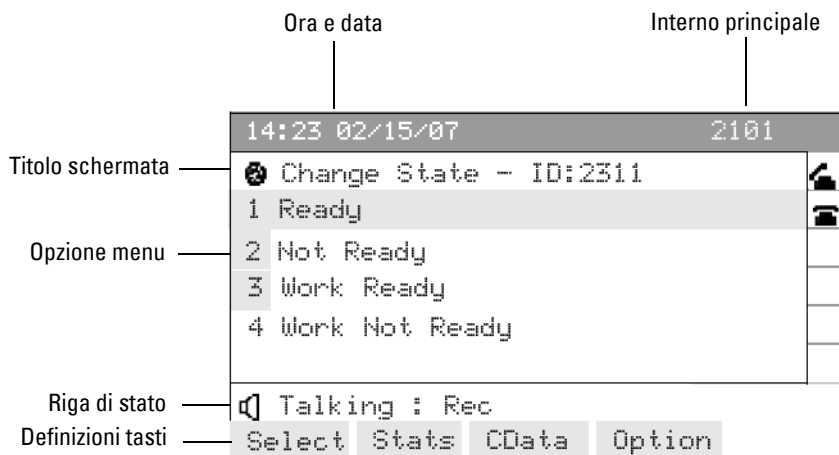 Ora e data
Interno principale
14:23 02/15/07 2101
Titolo schermata
Change State - ID:2311
1 Ready
Opzione menu
2 Not Ready
3 Work Ready
4 Work Not Ready
Riga di stato
Talking : Rec
Definizioni tasti
Select Stats CData Option